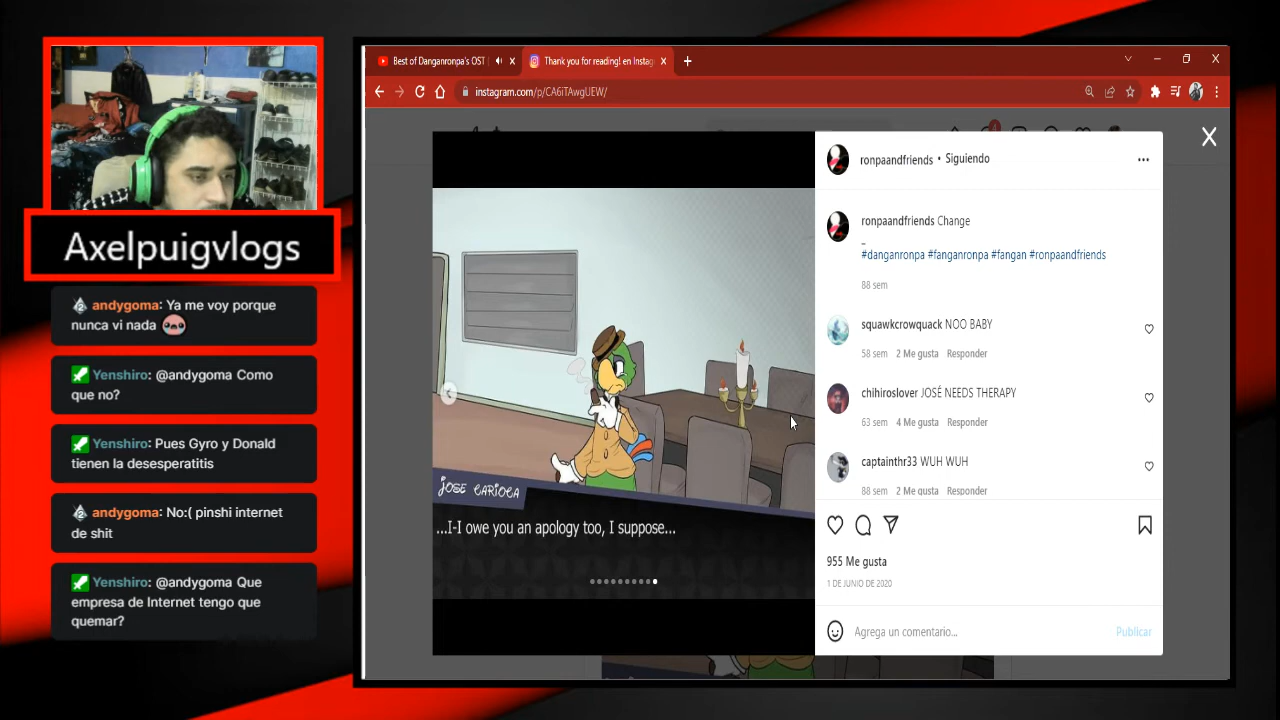 Axelpuigvlogs
andygoma: Ya me voy porque
nunca vi nada
Yenshiro: @andygoma Como
que no?
Yenshiro: Pues Gyro y Donald
tienen la desesperatitis
andygoma: No:( pinshi internet
de shit
Yenshiro: @andygoma Que
empresa de Internet tengo que
quemar?
Best of Danganronpa's OST
Thank you for reading! en Instag
instagram.com/p/CA6iTAwgUEW/
JOSE CARIOCA
...I-I owe you an apology too, I suppose...
ronpaandfriends • Siguiendo
ronpaandfriends Change
_
#danganronpa #fanganronpa #fangan #ronpaandfriends
88 sem
squawkcrowquack NOO BABY
58 sem 2 Me gusta Responder
chihiroslover JOSÉ NEEDS THERAPY
63 sem 4 Me gusta Responder
captainthr33 WUH WUH
88 sem 2 Me gusta Responder
955 Me gusta
1 DE JUNIO DE 2020
Agrega un comentario...
Publicar